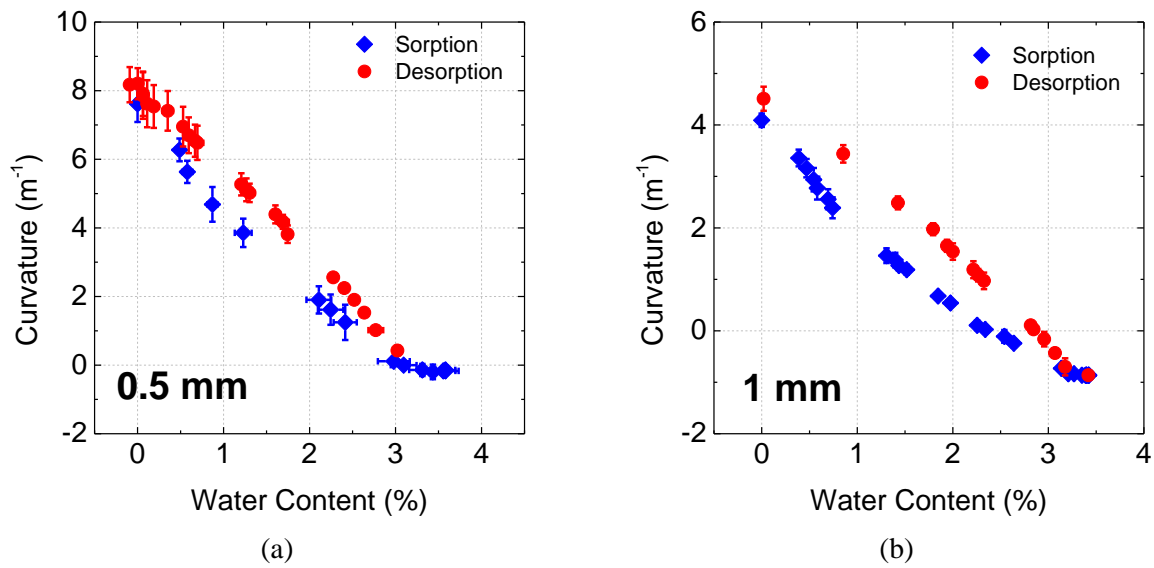 10
8
6
4
2
0
-2
Curvature (m⁻¹)
Sorption
Desorption
0.5 mm
0 1 2 3 4
Water Content (%)
(a)
6
4
2
0
-2
Curvature (m⁻¹)
Sorption
Desorption
1 mm
0 1 2 3 4
Water Content (%)
(b)